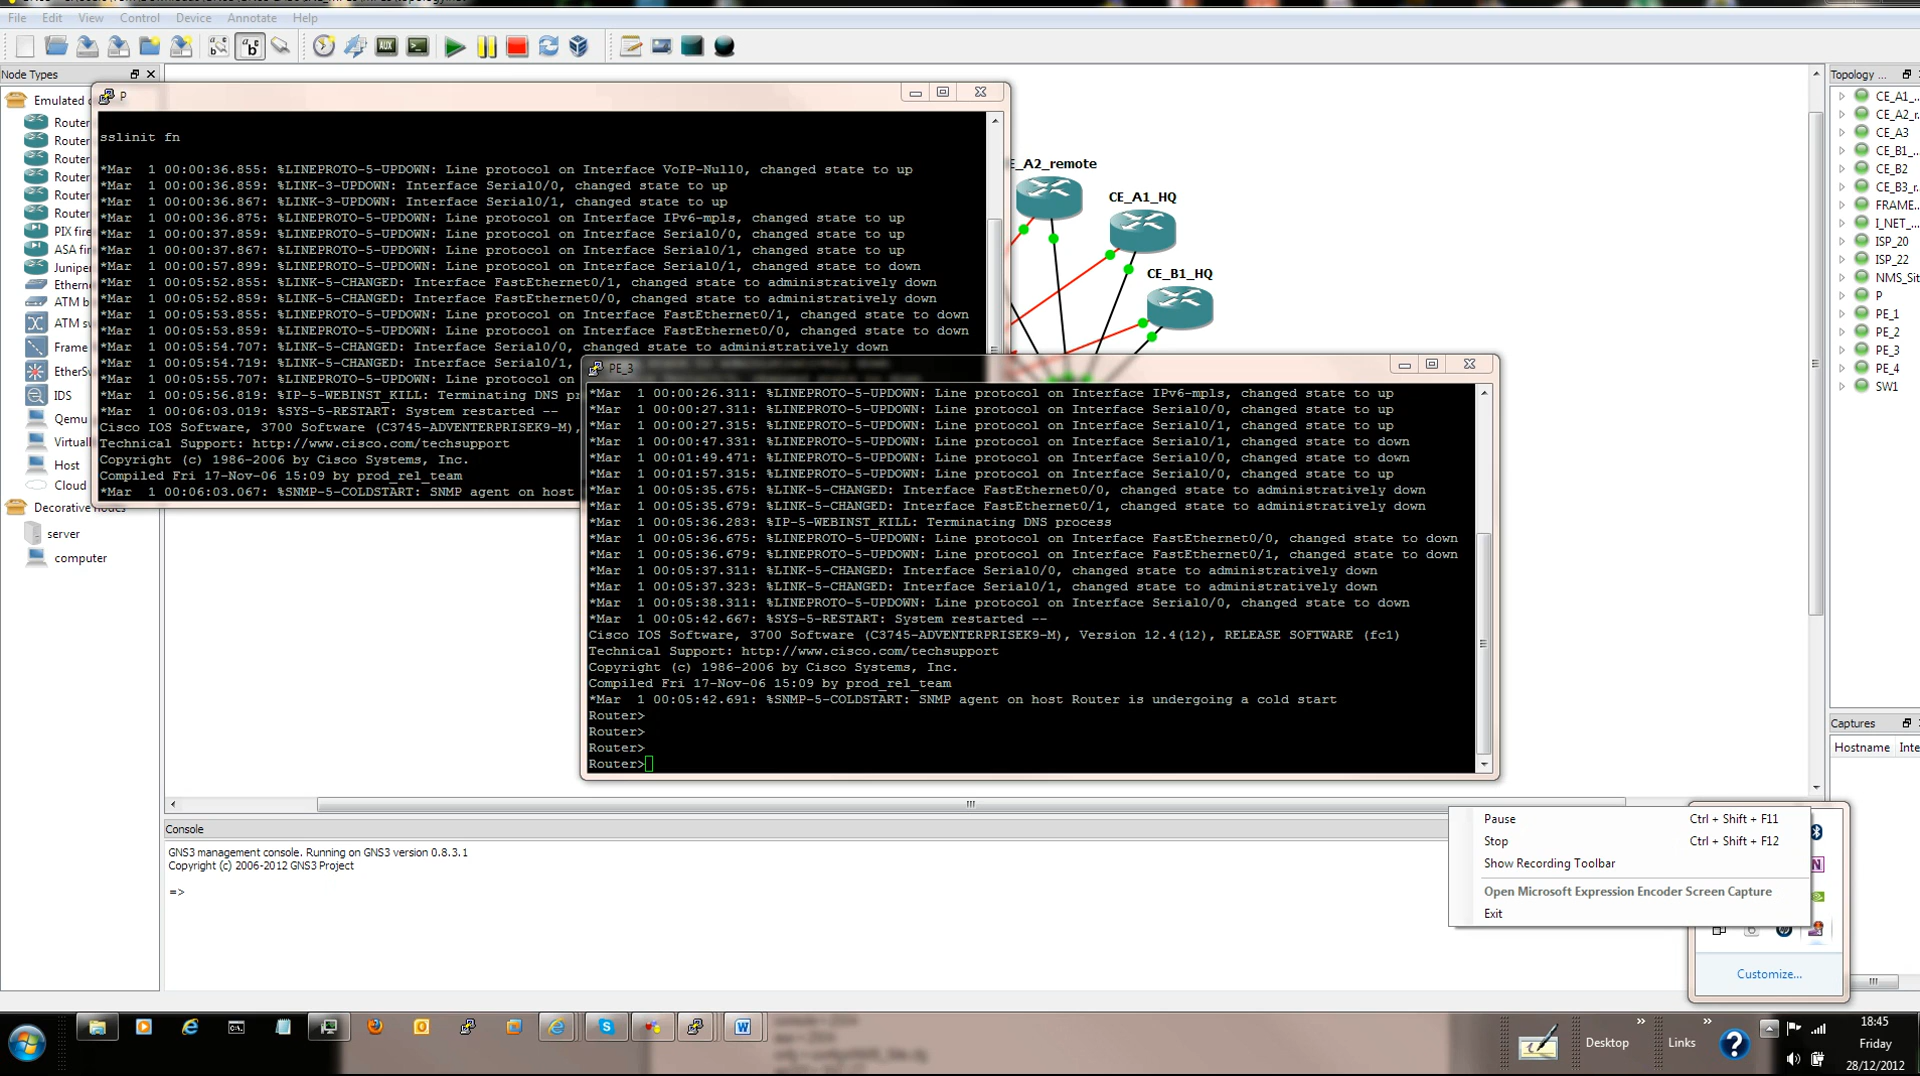 File Edit View Control Device Annotate Help
Node Types
Emulated
Router
Router
Router
Router
Router
Router
PIX fire
ASA fir
Juniper
Ethern
ATM b
ATM sv
Frame
EtherSw
IDS
Qemu
Virtuall
Host
Cloud
Decorative nodes
server
computer
P
sslinit fn
*Mar  1 00:00:36.855: %LINEPROTO-5-UPDOWN: Line protocol on Interface VoIP-Null0, changed state to up
*Mar  1 00:00:36.859: %LINK-3-UPDOWN: Interface Serial0/0, changed state to up
*Mar  1 00:00:36.867: %LINK-3-UPDOWN: Interface Serial0/1, changed state to up
*Mar  1 00:00:36.875: %LINEPROTO-5-UPDOWN: Line protocol on Interface IPv6-mpls, changed state to up
*Mar  1 00:00:37.859: %LINEPROTO-5-UPDOWN: Line protocol on Interface Serial0/0, changed state to up
*Mar  1 00:00:37.867: %LINEPROTO-5-UPDOWN: Line protocol on Interface Serial0/1, changed state to up
*Mar  1 00:00:57.899: %LINEPROTO-5-UPDOWN: Line protocol on Interface Serial0/1, changed state to down
*Mar  1 00:05:52.855: %LINK-5-CHANGED: Interface FastEthernet0/1, changed state to administratively down
*Mar  1 00:05:52.859: %LINK-5-CHANGED: Interface FastEthernet0/0, changed state to administratively down
*Mar  1 00:05:53.855: %LINEPROTO-5-UPDOWN: Line protocol on Interface FastEthernet0/1, changed state to down
*Mar  1 00:05:53.859: %LINEPROTO-5-UPDOWN: Line protocol on Interface FastEthernet0/0, changed state to down
*Mar  1 00:05:54.707: %LINK-5-CHANGED: Interface Serial0/0, changed state to administratively down
*Mar  1 00:05:54.719: %LINK-5-CHANGED: Interface Serial0/1,
*Mar  1 00:05:55.707: %LINEPROTO-5-UPDOWN: Line protocol on
*Mar  1 00:05:56.819: %IP-5-WEBINST_KILL: Terminating DNS pr
*Mar  1 00:06:03.019: %SYS-5-RESTART: System restarted --
Cisco IOS Software, 3700 Software (C3745-ADVENTERPRISEK9-M),
Technical Support: http://www.cisco.com/techsupport
Copyright (c) 1986-2006 by Cisco Systems, Inc.
Compiled Fri 17-Nov-06 15:09 by prod_rel_team
*Mar  1 00:06:03.067: %SNMP-5-COLDSTART: SNMP agent on host
E_A2_remote
CE_A1_HQ
CE_B1_HQ
PE_3
*Mar  1 00:00:26.311: %LINEPROTO-5-UPDOWN: Line protocol on Interface IPv6-mpls, changed state to up
*Mar  1 00:00:27.311: %LINEPROTO-5-UPDOWN: Line protocol on Interface Serial0/0, changed state to up
*Mar  1 00:00:27.315: %LINEPROTO-5-UPDOWN: Line protocol on Interface Serial0/1, changed state to up
*Mar  1 00:00:47.331: %LINEPROTO-5-UPDOWN: Line protocol on Interface Serial0/1, changed state to down
*Mar  1 00:01:49.471: %LINEPROTO-5-UPDOWN: Line protocol on Interface Serial0/0, changed state to down
*Mar  1 00:01:57.315: %LINEPROTO-5-UPDOWN: Line protocol on Interface Serial0/0, changed state to up
*Mar  1 00:05:35.675: %LINK-5-CHANGED: Interface FastEthernet0/0, changed state to administratively down
*Mar  1 00:05:35.679: %LINK-5-CHANGED: Interface FastEthernet0/1, changed state to administratively down
*Mar  1 00:05:36.283: %IP-5-WEBINST_KILL: Terminating DNS process
*Mar  1 00:05:36.675: %LINEPROTO-5-UPDOWN: Line protocol on Interface FastEthernet0/0, changed state to down
*Mar  1 00:05:36.679: %LINEPROTO-5-UPDOWN: Line protocol on Interface FastEthernet0/1, changed state to down
*Mar  1 00:05:37.311: %LINK-5-CHANGED: Interface Serial0/0, changed state to administratively down
*Mar  1 00:05:37.323: %LINK-5-CHANGED: Interface Serial0/1, changed state to administratively down
*Mar  1 00:05:38.311: %LINEPROTO-5-UPDOWN: Line protocol on Interface Serial0/0, changed state to down
*Mar  1 00:05:42.667: %SYS-5-RESTART: System restarted --
Cisco IOS Software, 3700 Software (C3745-ADVENTERPRISEK9-M), Version 12.4(12), RELEASE SOFTWARE (fc1)
Technical Support: http://www.cisco.com/techsupport
Copyright (c) 1986-2006 by Cisco Systems, Inc.
Compiled Fri 17-Nov-06 15:09 by prod_rel_team
*Mar  1 00:05:42.691: %SNMP-5-COLDSTART: SNMP agent on host Router is undergoing a cold start
Router>
Router>
Router>
Router>
Topology ...
CE_A1_...
CE_A2_r...
CE_A3
CE_B1_...
CE_B2
CE_B3_r...
FRAME...
I_NET_...
ISP_20
ISP_22
NMS_Sit
P
PE_1
PE_2
PE_3
PE_4
SW1
Captures
Hostname Inte
Console
GNS3 management console. Running on GNS3 version 0.8.3.1
Copyright (c) 2006-2012 GNS3 Project
=>
Pause Ctrl + Shift + F11
Stop Ctrl + Shift + F12
Show Recording Toolbar
Open Microsoft Expression Encoder Screen Capture
Exit
Customize...
Desktop
Links
18:45
Friday
28/12/2012